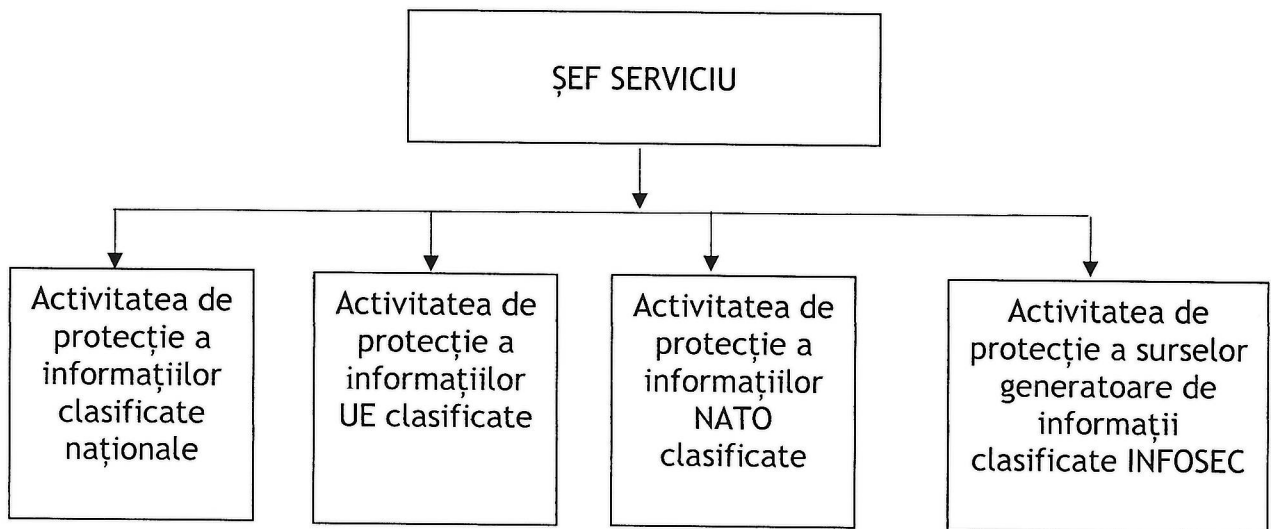 ȘEF SERVICIU
Activitatea de
protecție a
informațiilor
clasificate
naționale
Activitatea de
protecție a
informațiilor
UE clasificate
Activitatea de
protecție a
informațiilor
NATO
clasificate
Activitatea de
protecție a surselor
generatoare de
informații
clasificate INFOSEC